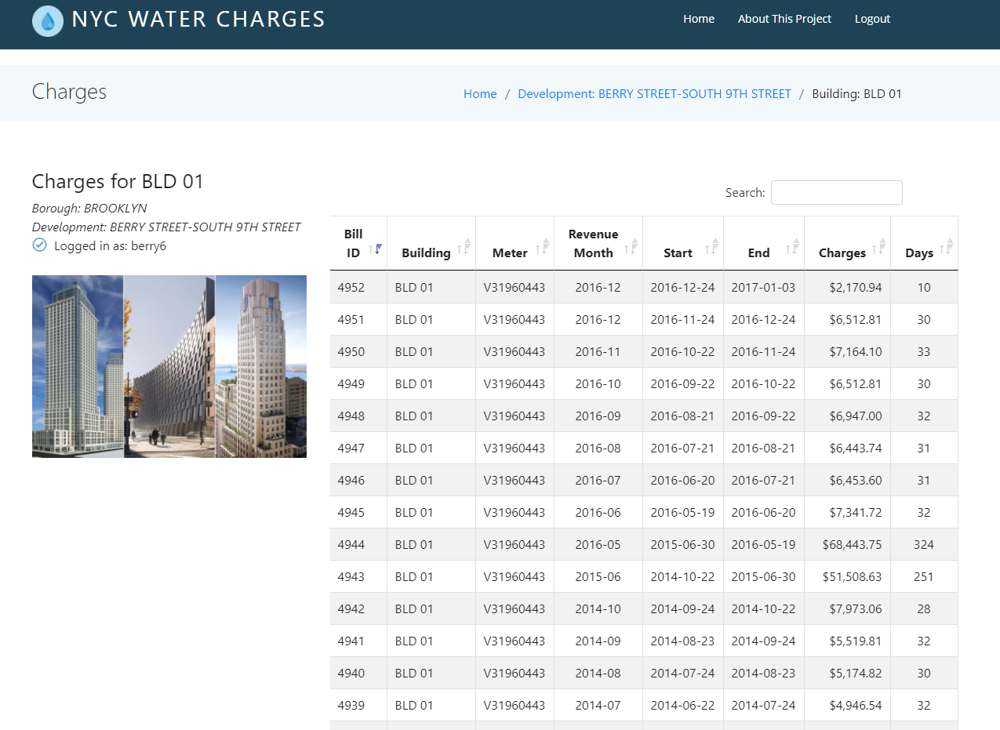 NYC WATER CHARGES
Home About This Project Logout
Charges
Home / Development: BERRY STREET-SOUTH 9TH STREET / Building: BLD 01
Charges for BLD 01
Borough: BROOKLYN
Development: BERRY STREET-SOUTH 9TH STREET
Logged in as: berry6
Search:
Bill ID Building Meter Revenue Month Start End Charges Days
4952 BLD 01 V31960443 2016-12 2016-12-24 2017-01-03 $2,170.94 10
4951 BLD 01 V31960443 2016-12 2016-11-24 2016-12-24 $6,512.81 30
4950 BLD 01 V31960443 2016-11 2016-10-22 2016-11-24 $7,164.10 33
4949 BLD 01 V31960443 2016-10 2016-09-22 2016-10-22 $6,512.81 30
4948 BLD 01 V31960443 2016-09 2016-08-21 2016-09-22 $6,947.00 32
4947 BLD 01 V31960443 2016-08 2016-07-21 2016-08-21 $6,443.74 31
4946 BLD 01 V31960443 2016-07 2016-06-20 2016-07-21 $6,453.60 31
4945 BLD 01 V31960443 2016-06 2016-05-19 2016-06-20 $7,341.72 32
4944 BLD 01 V31960443 2016-05 2015-06-30 2016-05-19 $68,443.75 324
4943 BLD 01 V31960443 2015-06 2014-10-22 2015-06-30 $51,508.63 251
4942 BLD 01 V31960443 2014-10 2014-09-24 2014-10-22 $7,973.06 28
4941 BLD 01 V31960443 2014-09 2014-08-23 2014-09-24 $5,519.81 32
4940 BLD 01 V31960443 2014-08 2014-07-24 2014-08-23 $5,174.82 30
4939 BLD 01 V31960443 2014-07 2014-06-22 2014-07-24 $4,946.54 32